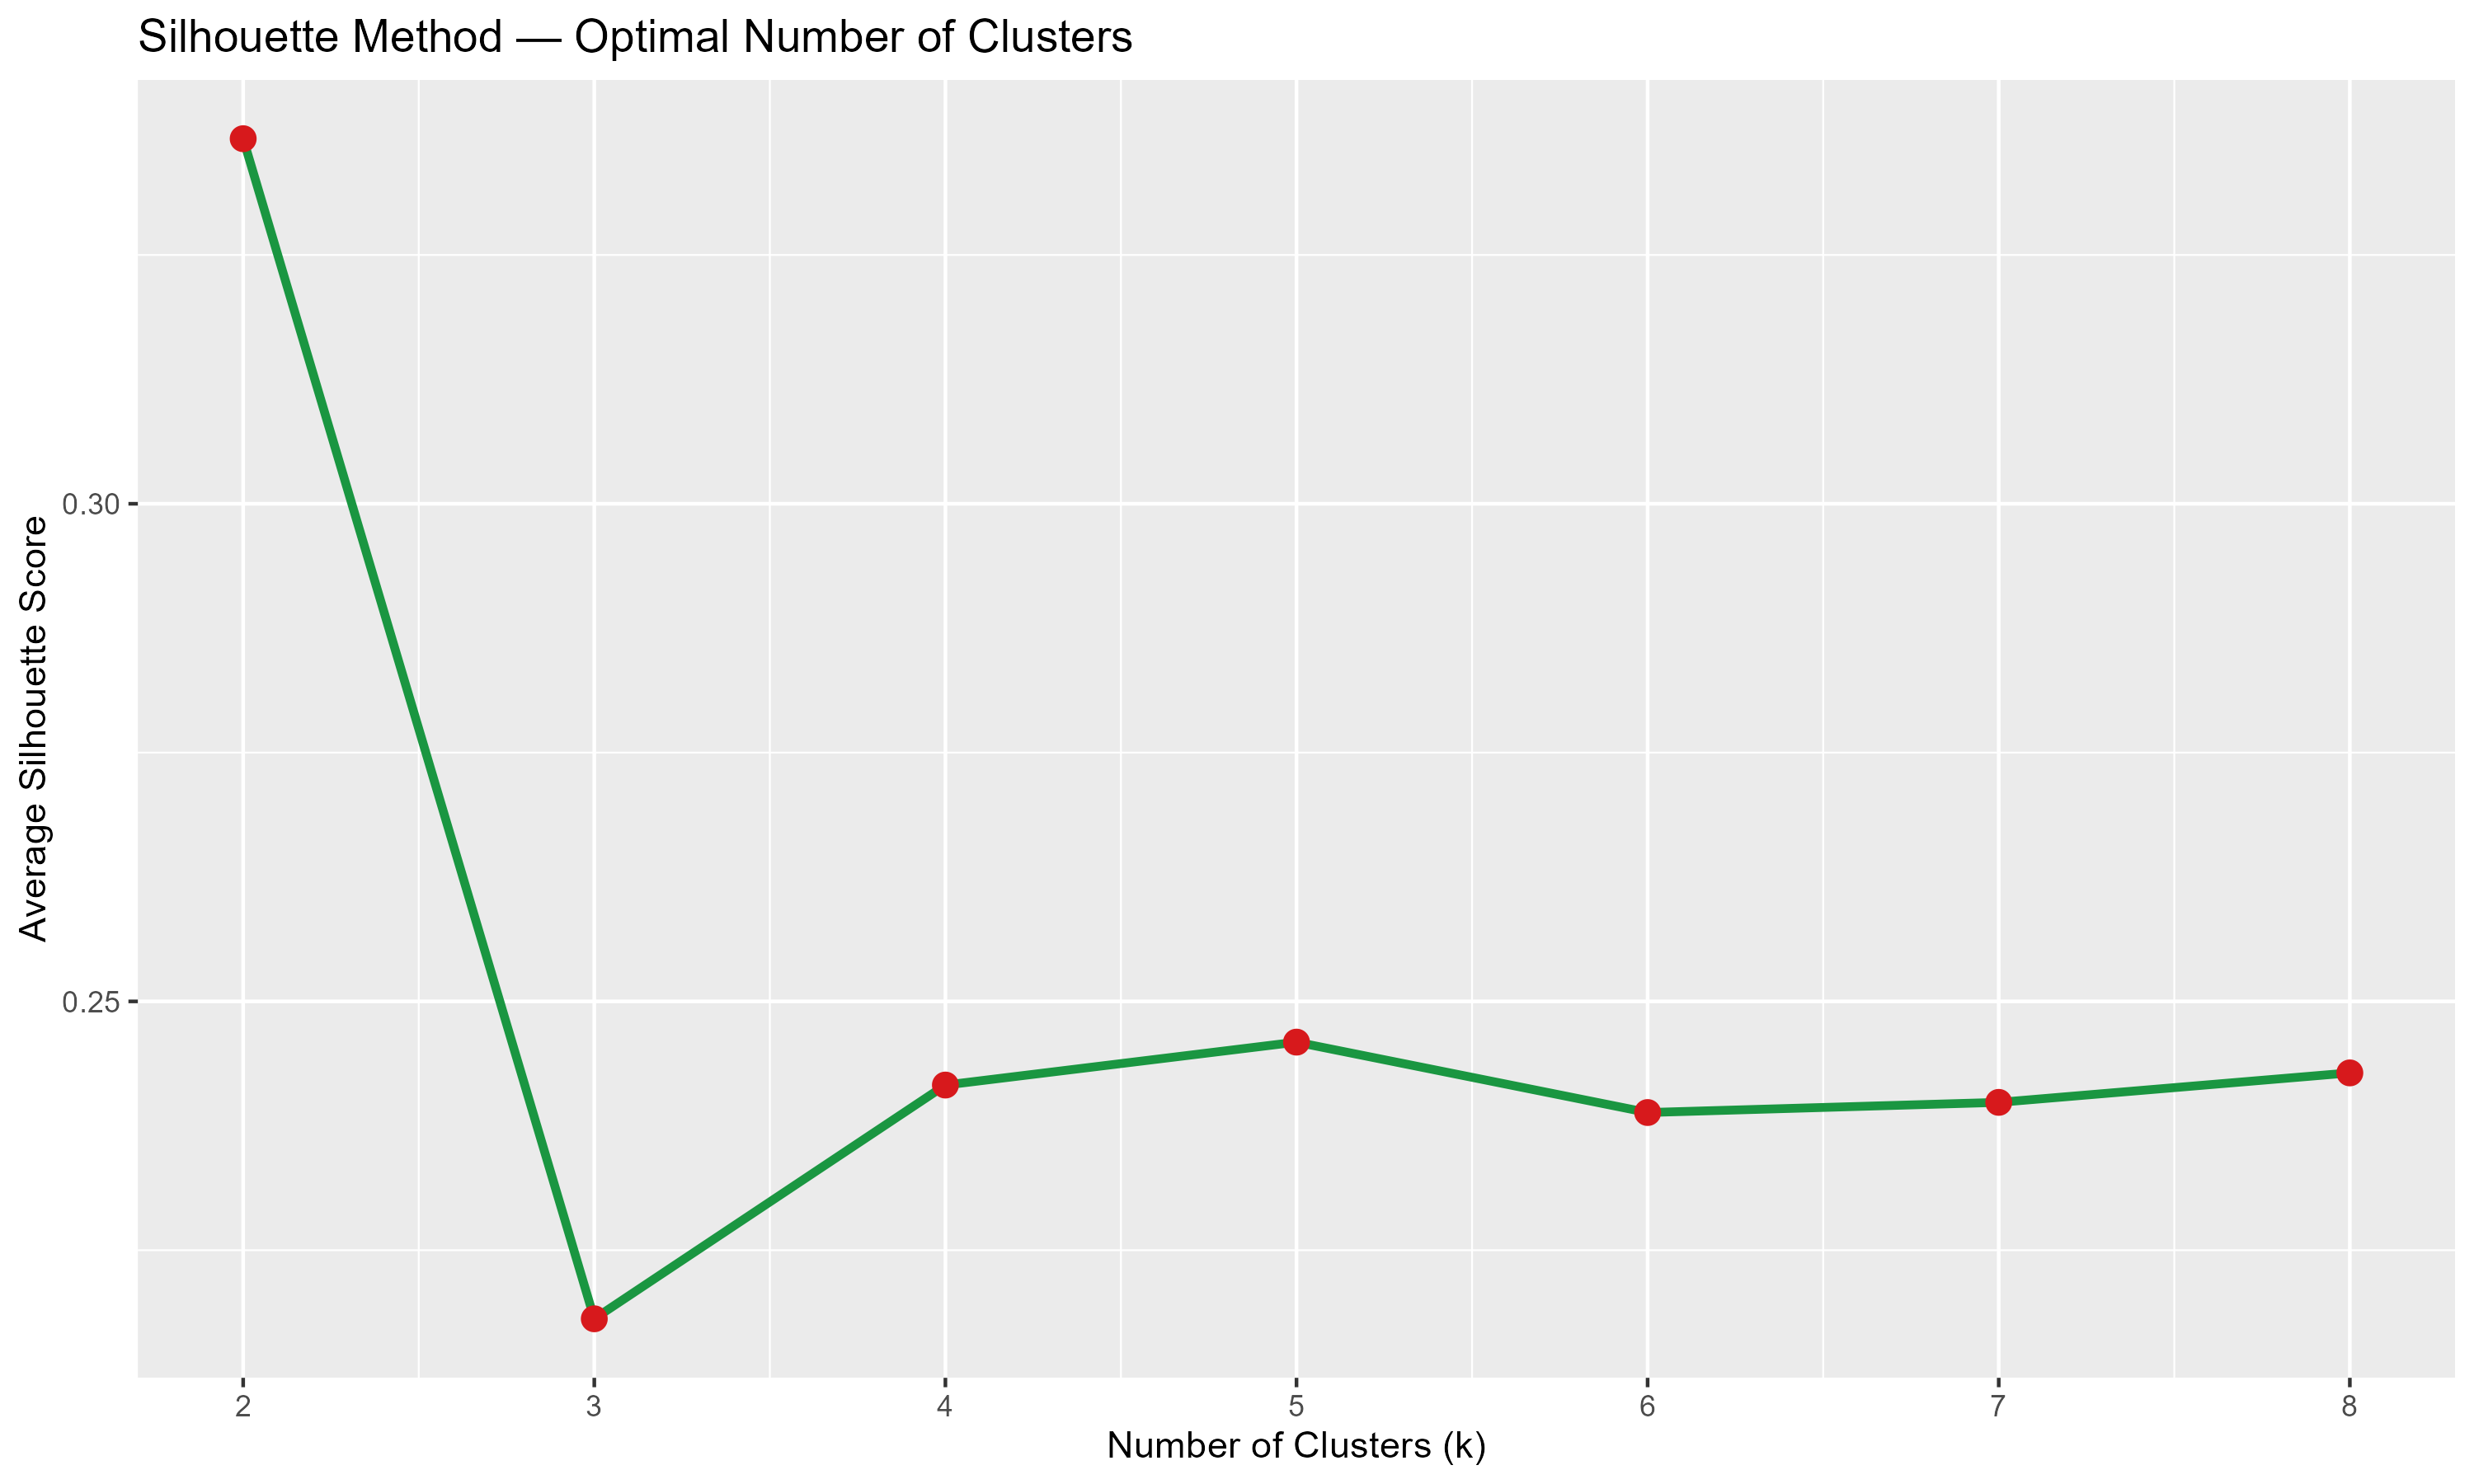 Silhouette Method — Optimal Number of Clusters
Average Silhouette Score
0.30
0.25
2 3 4 5 6 7 8
Number of Clusters (k)